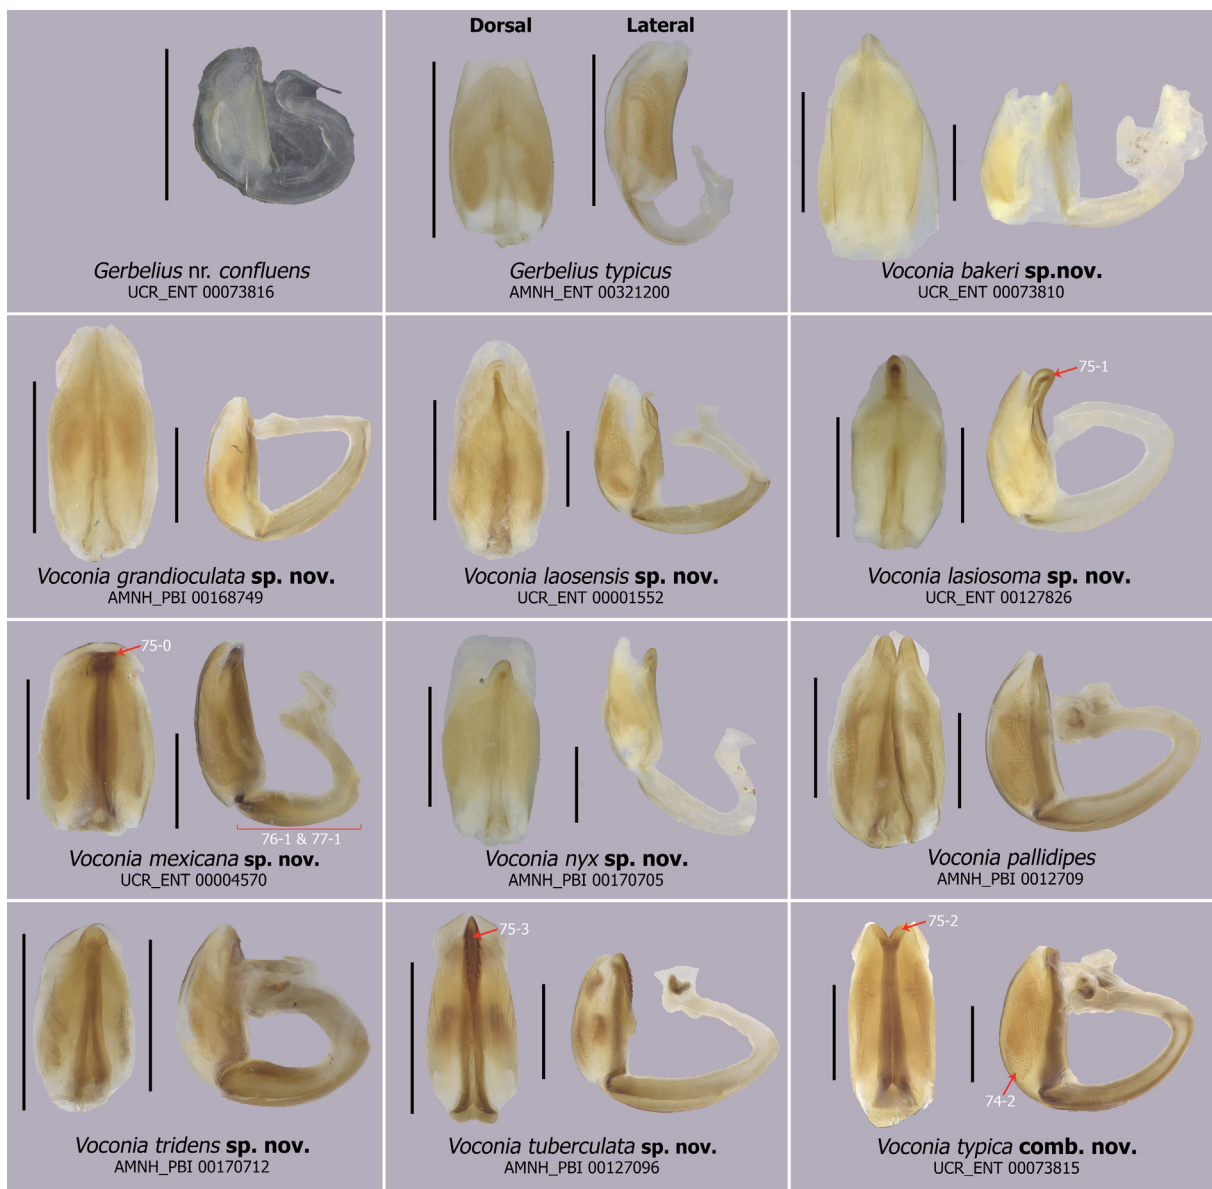 Dorsal
Lateral
Gerbelius nr. confluens
UCR_ENT 00073816
Gerbelius typicus
AMNH_ENT 00321200
Voconia bakeri sp.nov.
UCR_ENT 00073810
75-1
Voconia grandioculata sp. nov.
AMNH_PBI 00168749
Voconia laosensis sp. nov.
UCR_ENT 00001552
Voconia lasiosoma sp. nov.
UCR_ENT 00127826
75-0
76-1 & 77-1
Voconia mexicana sp. nov.
UCR_ENT 00004570
Voconia nyx sp. nov.
AMNH_PBI 00170705
Voconia pallidipes
AMNH_PBI 0012709
Voconia tridens sp. nov.
AMNH_PBI 00170712
75-3
Voconia tuberculata sp. nov.
AMNH_PBI 00127096
75-2
74-2
Voconia typica comb. nov.
UCR_ENT 00073815